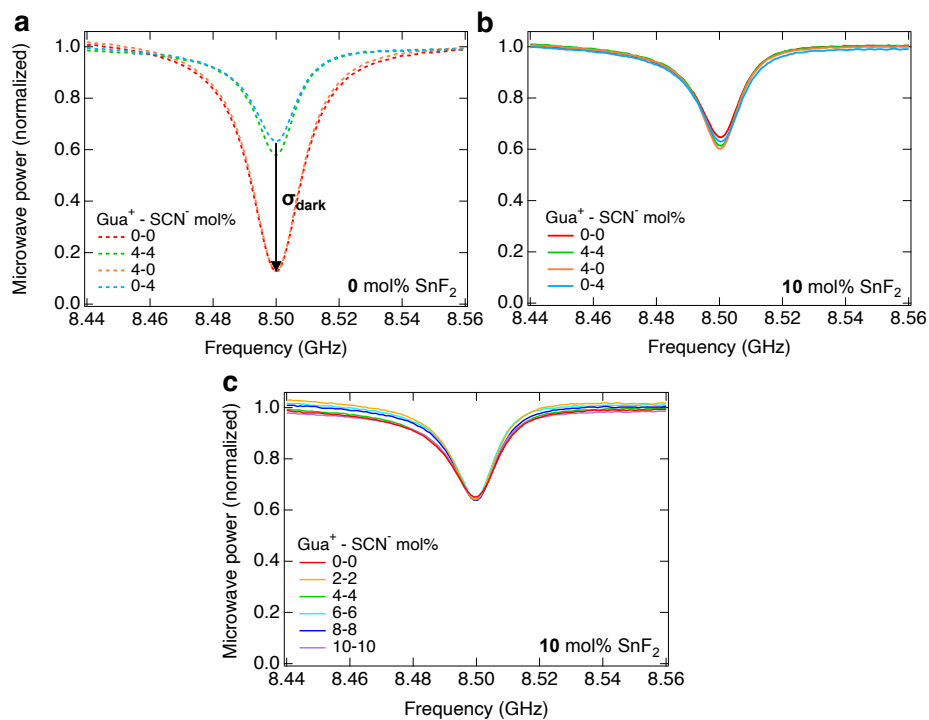 a
Microwave power (normalized)
1.0
0.8
0.6
0.4
0.2
0.0
σdark
Gua⁺ - SCN⁻ mol%
0-0
4-4
4-0
0-4
0 mol% SnF₂
8.44 8.46 8.48 8.50 8.52 8.54 8.56
Frequency (GHz)
b
Microwave power (normalized)
1.0
0.8
0.6
0.4
0.2
0.0
Gua⁺ - SCN⁻ mol%
0-0
4-4
4-0
0-4
10 mol% SnF₂
8.44 8.46 8.48 8.50 8.52 8.54 8.56
Frequency (GHz)
c
Microwave power (normalized)
1.0
0.8
0.6
0.4
0.2
0.0
Gua⁺ - SCN⁻ mol%
0-0
2-2
4-4
6-6
8-8
10-10
10 mol% SnF₂
8.44 8.46 8.48 8.50 8.52 8.54 8.56
Frequency (GHz)